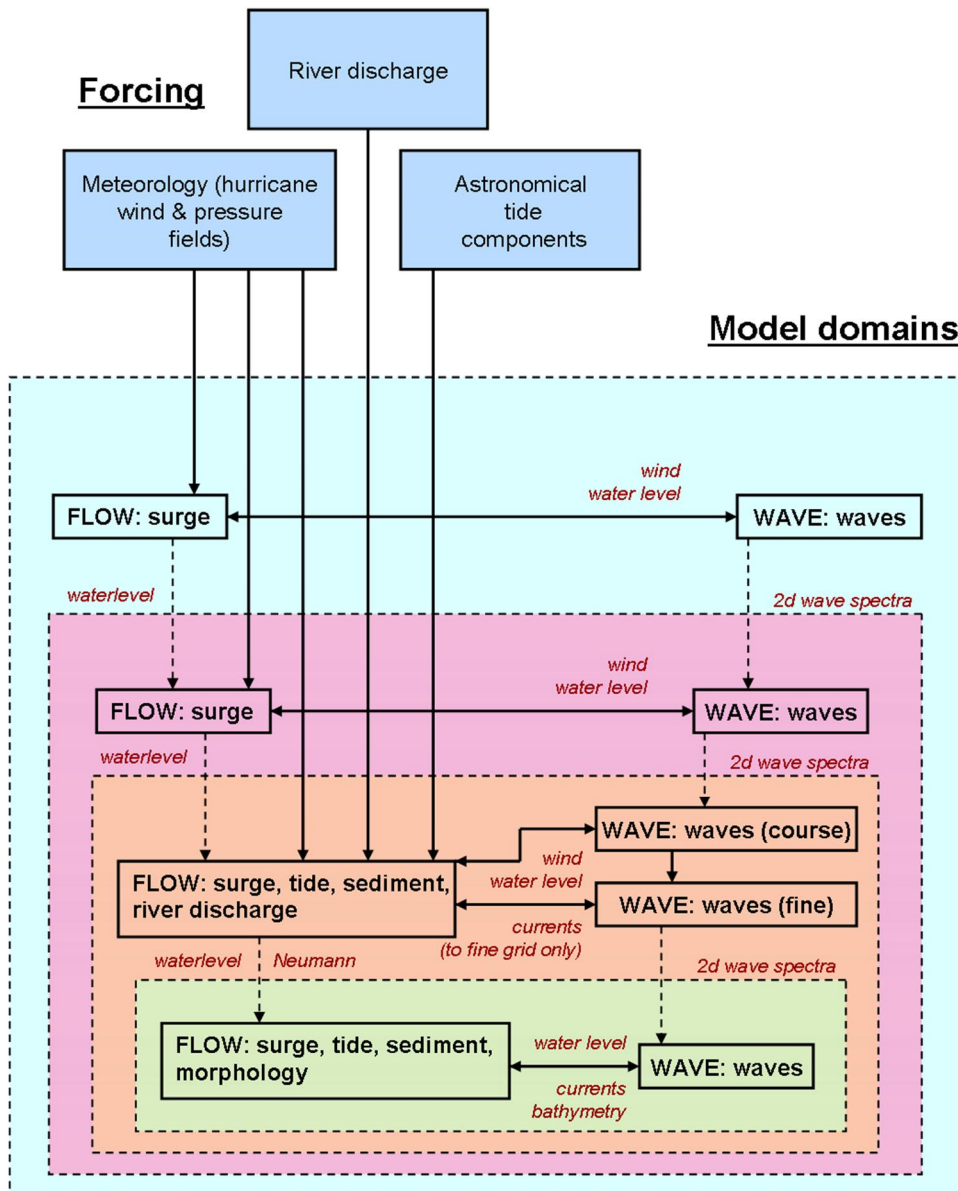 River discharge
Forcing
Meteorology (hurricane
wind & pressure
fields)
Astronomical
tide
components
Model domains
wind
water level
FLOW: surge
WAVE: waves
waterlevel
2d wave spectra
wind
water level
FLOW: surge
WAVE: waves
waterlevel
2d wave spectra
WAVE: waves (course)
wind
water level
FLOW: surge, tide, sediment,
river discharge
WAVE: waves (fine)
currents
(to fine grid only)
waterlevel
Neumann
2d wave spectra
FLOW: surge, tide, sediment,
morphology
water level
WAVE: waves
currents
bathymetry